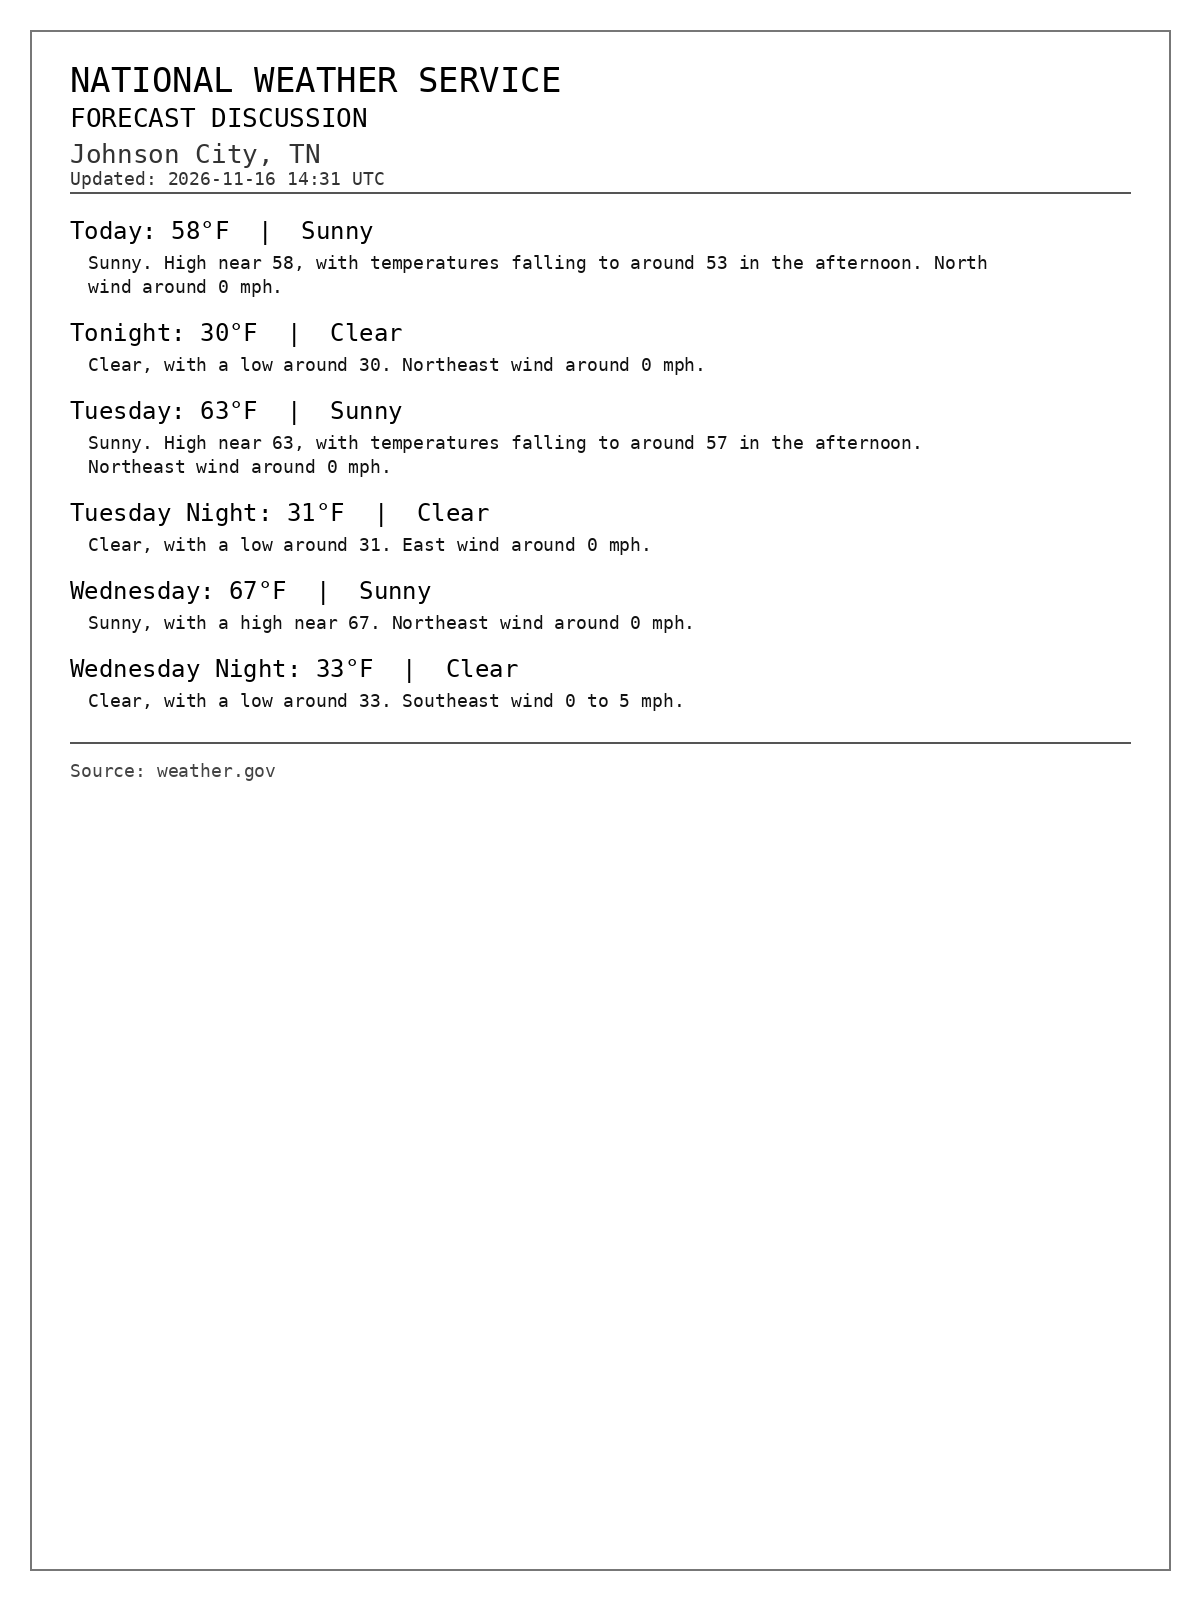 NATIONAL WEATHER SERVICE
FORECAST DISCUSSION
Johnson City, TN
Updated: 2026-11-16 14:31 UTC
Today: 58°F  |  Sunny
Sunny. High near 58, with temperatures falling to around 53 in the afternoon. North
wind around 0 mph.
Tonight: 30°F  |  Clear
Clear, with a low around 30. Northeast wind around 0 mph.
Tuesday: 63°F  |  Sunny
Sunny. High near 63, with temperatures falling to around 57 in the afternoon.
Northeast wind around 0 mph.
Tuesday Night: 31°F  |  Clear
Clear, with a low around 31. East wind around 0 mph.
Wednesday: 67°F  |  Sunny
Sunny, with a high near 67. Northeast wind around 0 mph.
Wednesday Night: 33°F  |  Clear
Clear, with a low around 33. Southeast wind 0 to 5 mph.
Source: weather.gov